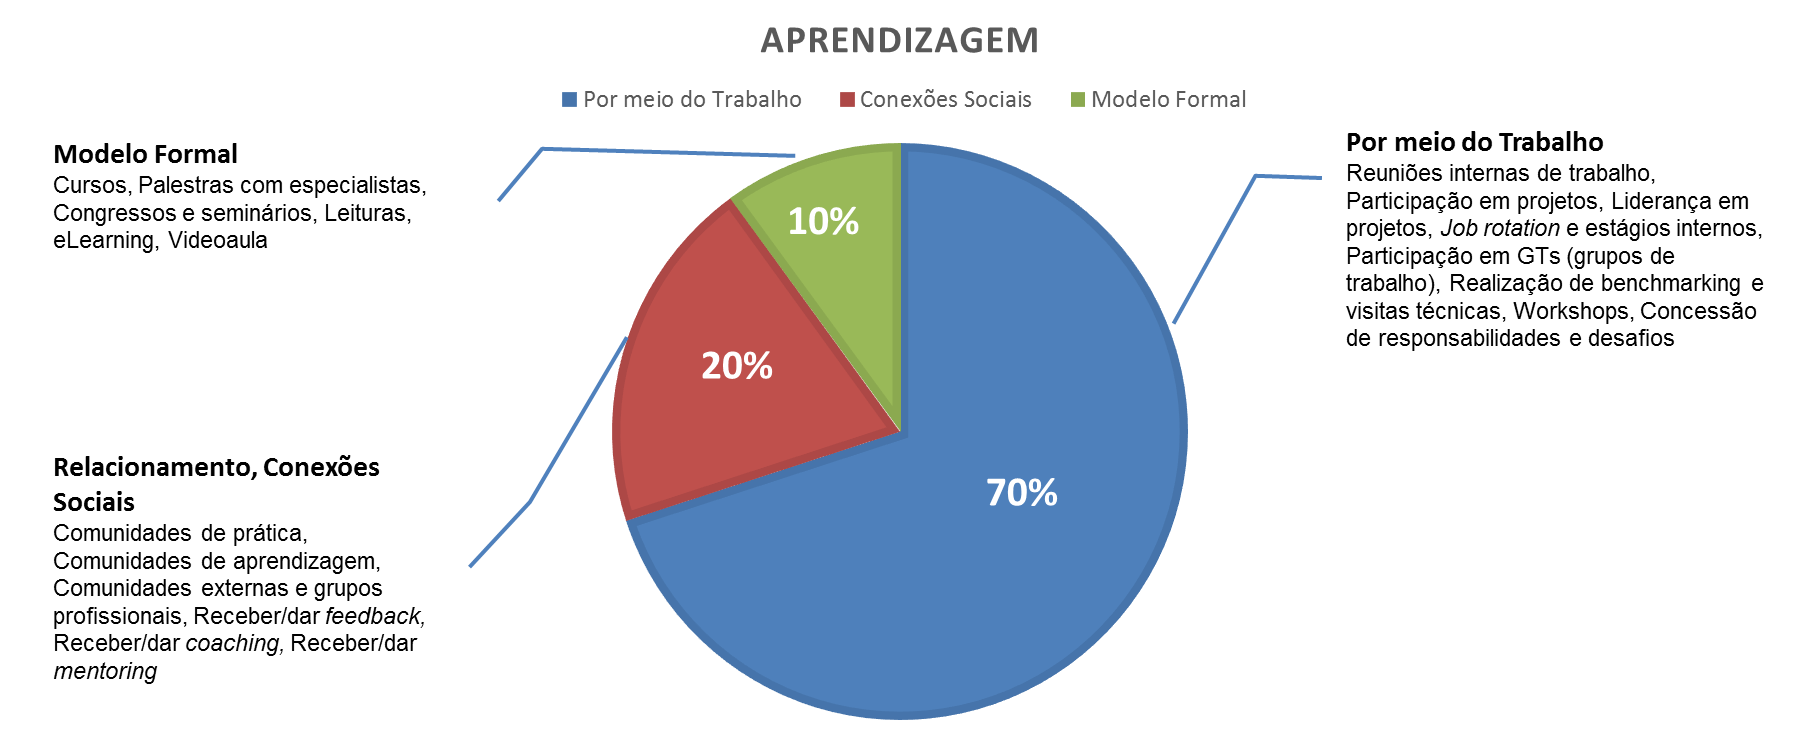 APRENDIZAGEM
Por meio do Trabalho
Conexões Sociais
Modelo Formal
Modelo Formal
Cursos, Palestras com especialistas,
Congressos e seminários, Leituras,
eLearning, Videoaula
10%
20%
70%
Por meio do Trabalho
Reuniões internas de trabalho,
Participação em projetos, Liderança em
projetos, Job rotation e estágios internos,
Participação em GTs (grupos de
trabalho), Realização de benchmarking e
visitas técnicas, Workshops, Concessão
de responsabilidades e desafios
Relacionamento, Conexões
Sociais
Comunidades de prática,
Comunidades de aprendizagem,
Comunidades externas e grupos
profissionais, Receber/dar feedback,
Receber/dar coaching, Receber/dar
mentoring